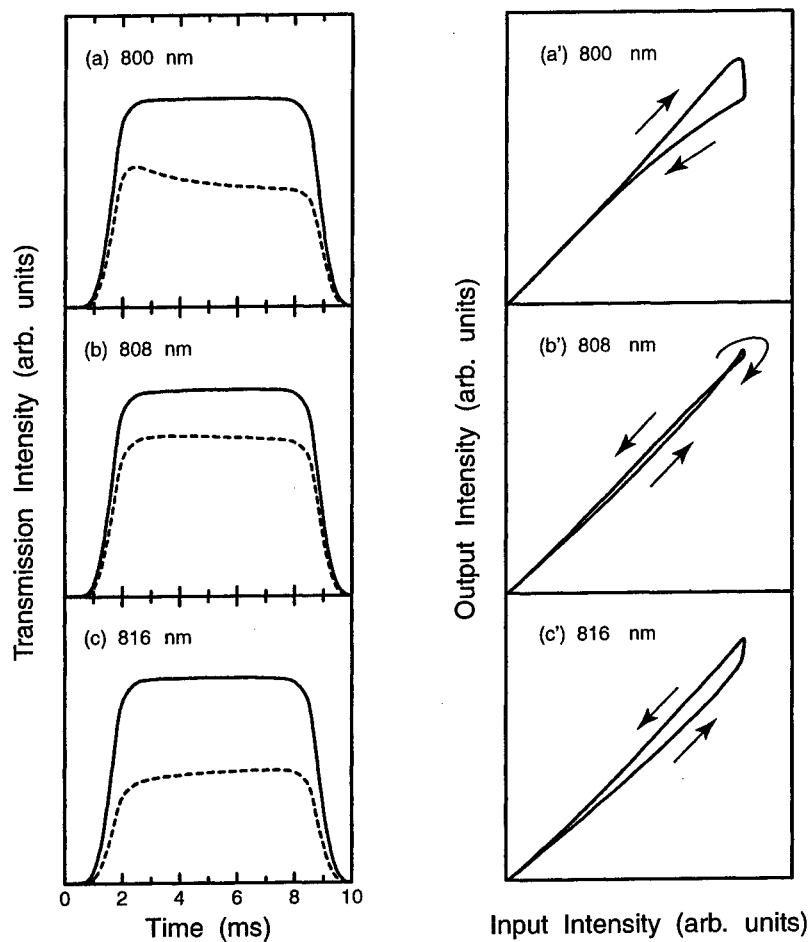 (a) 800 nm
(b) 808 nm
(c) 816 nm
Transmission Intensity (arb. units)
0 2 4 6 8 10
Time (ms)
(a') 800 nm
(b') 808 nm
(c') 816 nm
Output Intensity (arb. units)
Input Intensity (arb. units)